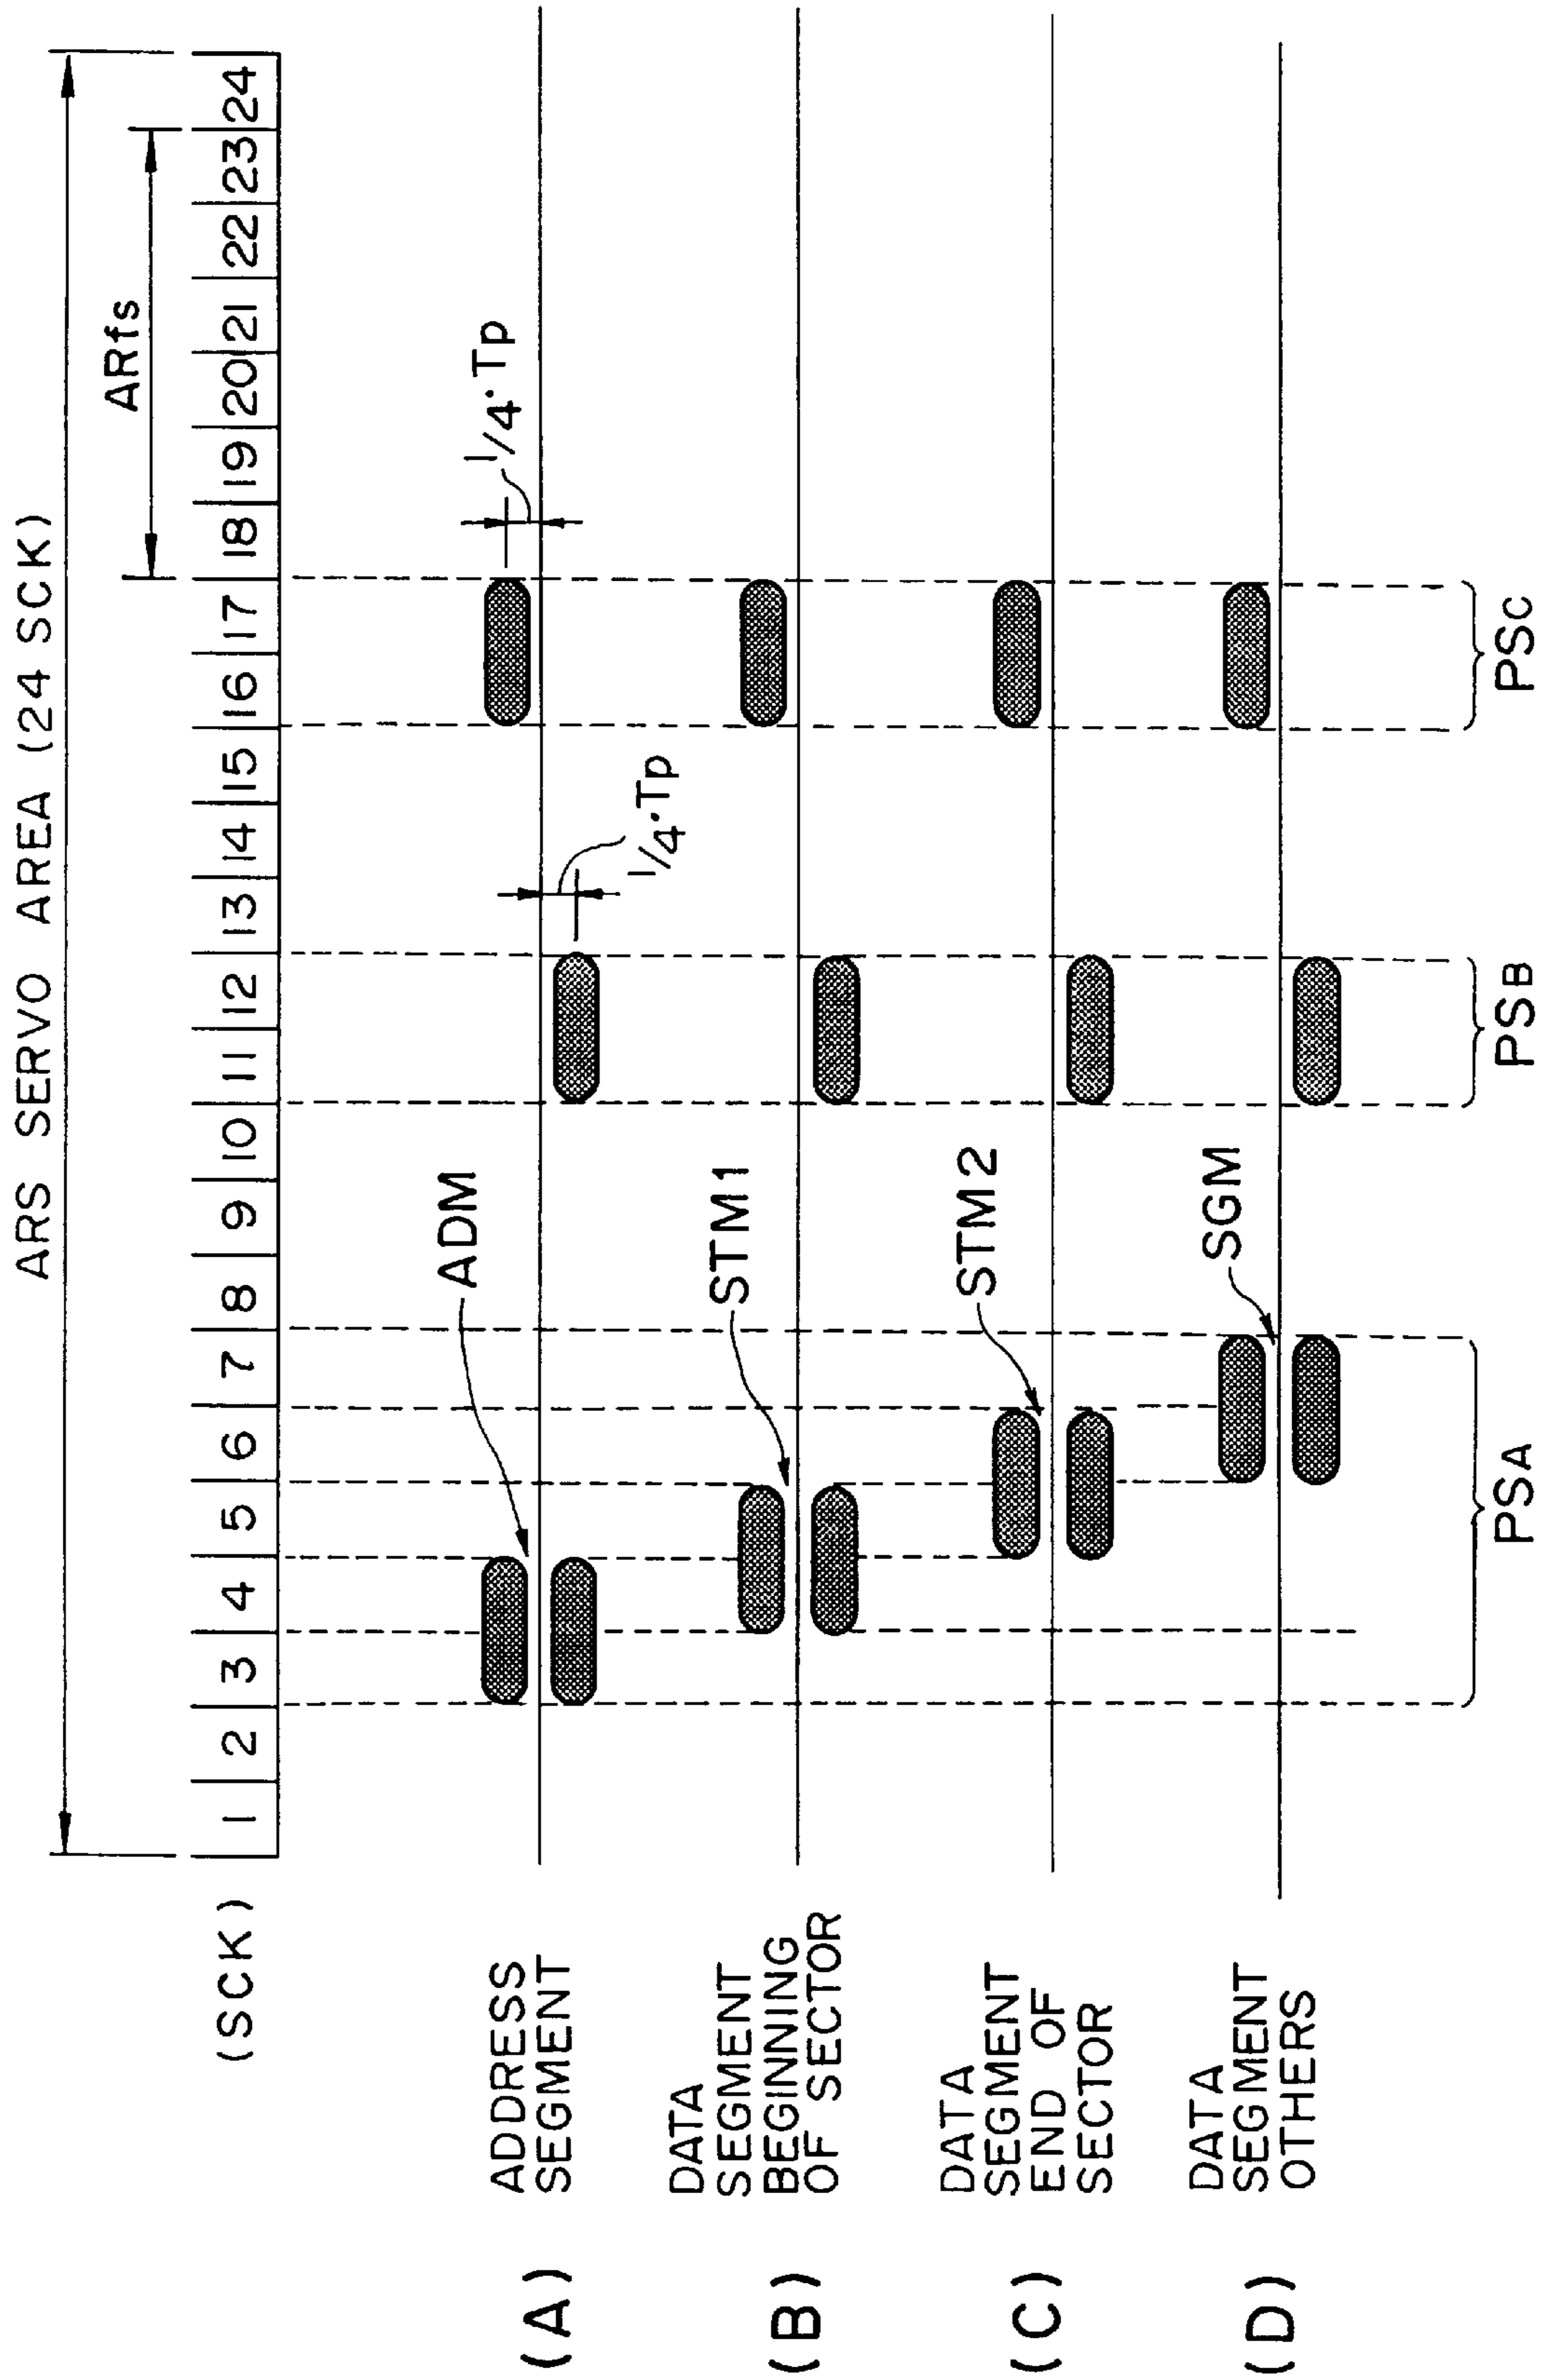 ARS SERVO AREA (24 SCK)
ARfs
(SCK) 1 2 3 4 5 6 7 8 9 10 11 12 13 14 15 16 17 18 19 20 21 22 23 24
(A)
ADDRESS
SEGMENT
ADM
1/4·Tp
1/4·Tp
(B)
DATA
SEGMENT
BEGINNING
OF SECTOR
STM1
(C)
DATA
SEGMENT
END OF
SECTOR
STM2
(D)
DATA
SEGMENT
OTHERS
SGM
PSA
PSB
PSC